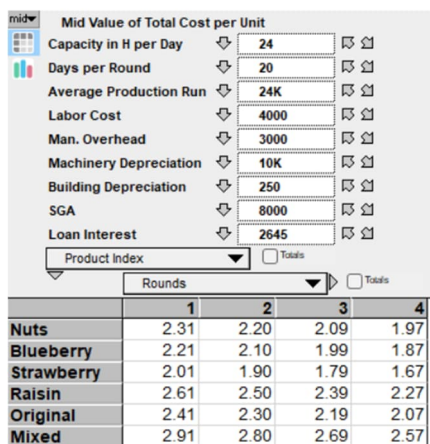 mid
Mid Value of Total Cost per Unit
Capacity in H per Day 24
Days per Round 20
Average Production Run 24K
Labor Cost 4000
Man. Overhead 3000
Machinery Depreciation 10K
Building Depreciation 250
SGA 8000
Loan Interest 2645
Product Index Totals
Rounds Totals
1 2 3 4
Nuts 2.31 2.20 2.09 1.97
Blueberry 2.21 2.10 1.99 1.87
Strawberry 2.01 1.90 1.79 1.67
Raisin 2.61 2.50 2.39 2.27
Original 2.41 2.30 2.19 2.07
Mixed 2.91 2.80 2.69 2.57